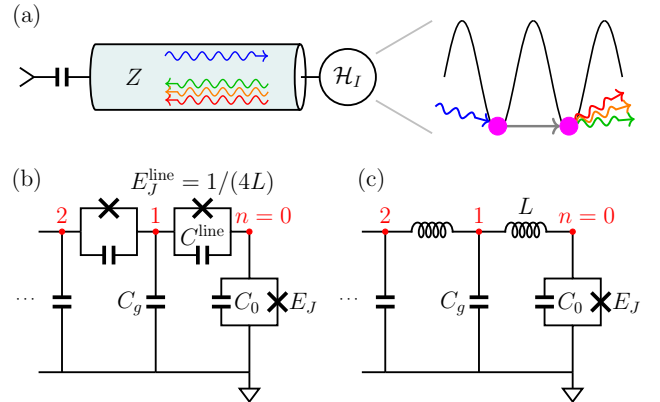 (a)
Z
ℋ_I
(b)
E_J^line = 1/(4L)
2
1
n = 0
C^line
...
C_g
C_0
E_J
(c)
L
2
1
n = 0
...
C_g
C_0
E_J